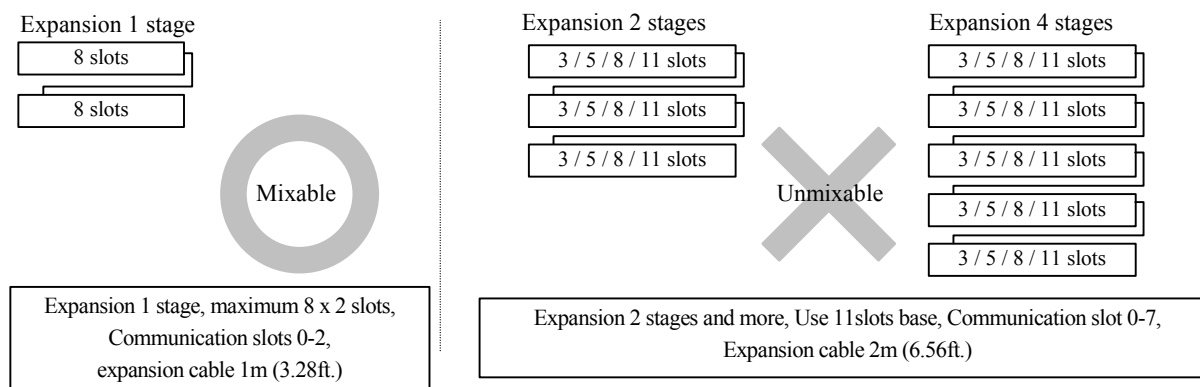 Expansion 1 stage
8 slots
8 slots
Mixable
Expansion 1 stage, maximum 8 x 2 slots,
Communication slots 0-2,
expansion cable 1m (3.28ft.)
Expansion 2 stages
3 / 5 / 8 / 11 slots
3 / 5 / 8 / 11 slots
3 / 5 / 8 / 11 slots
Unmixable
Expansion 4 stages
3 / 5 / 8 / 11 slots
3 / 5 / 8 / 11 slots
3 / 5 / 8 / 11 slots
3 / 5 / 8 / 11 slots
3 / 5 / 8 / 11 slots
Expansion 2 stages and more, Use 11slots base, Communication slot 0-7,
Expansion cable 2m (6.56ft.)